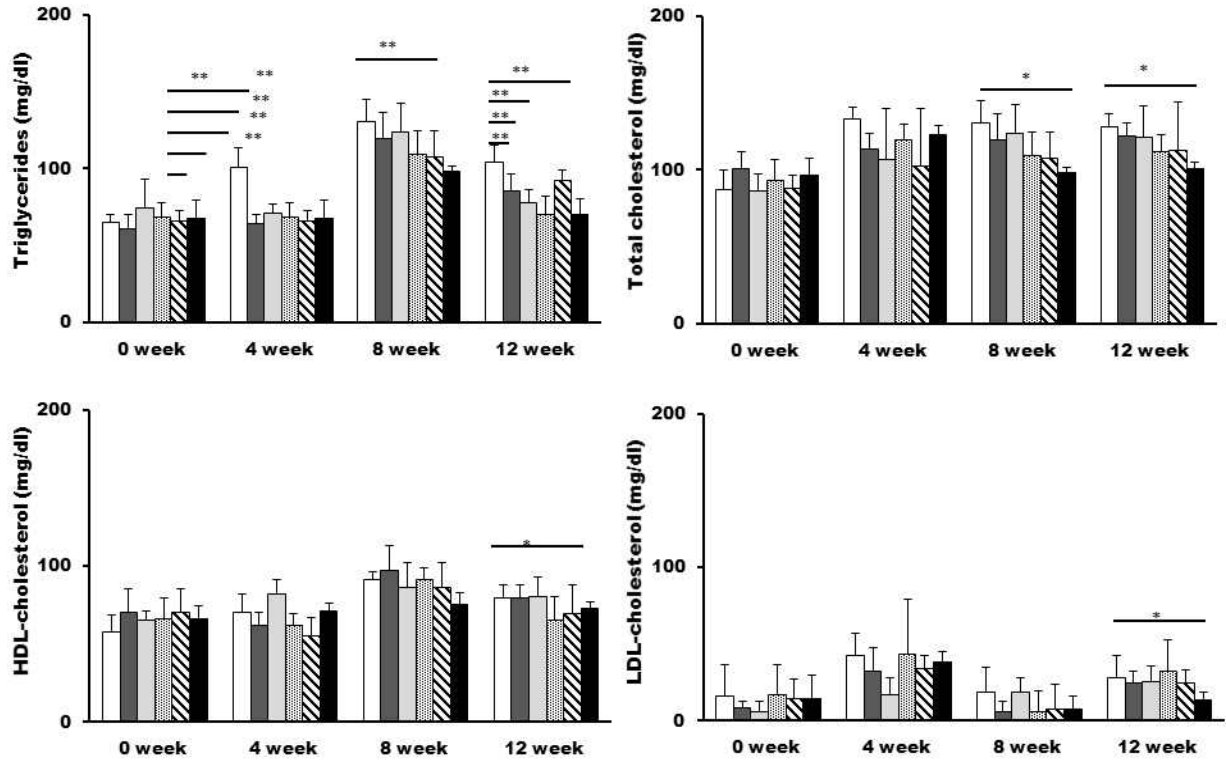 200
100
0
Triglycerides (mg/dl)
**
**
**
**
**
**
**
**
**
**
0 week
4 week
8 week
12 week
200
100
0
Total cholesterol (mg/dl)
*
*
0 week
4 week
8 week
12 week
200
100
0
HDL-cholesterol (mg/dl)
*
0 week
4 week
8 week
12 week
200
100
0
LDL-cholesterol (mg/dl)
*
0 week
4 week
8 week
12 week